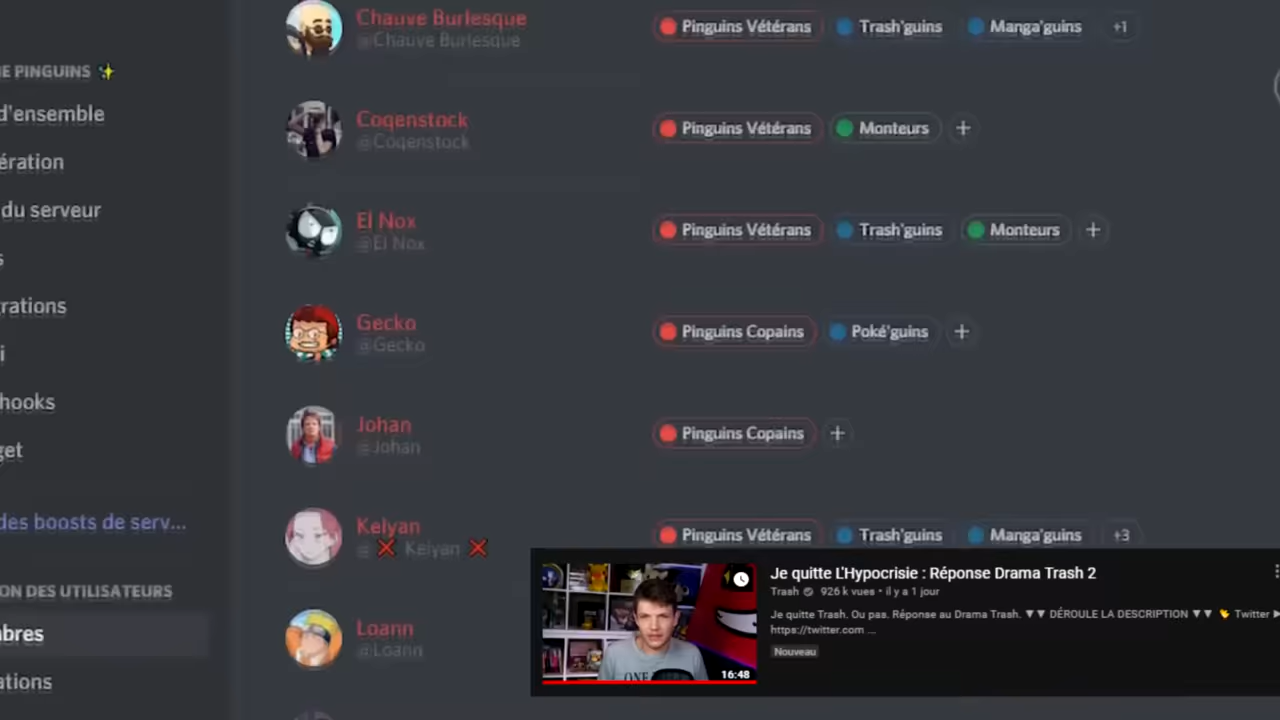 Chauve Burlesque
@Chauve Burlesque
Pinguins Vétérans
Trash'guins
Manga'guins
+1
E PINGUINS ✨
d'ensemble
ération
du serveur
s
rations
i
hooks
get
des boosts de serv...
ON DES UTILISATEURS
bres
ations
Coqenstock
@Coqenstock
Pinguins Vétérans
Monteurs
+
El Nox
@El Nox
Pinguins Vétérans
Trash'guins
Monteurs
+
Gecko
@Gecko
Pinguins Copains
Poké'guins
+
Johan
@Johan
Pinguins Copains
+
Kelyan
@ ❌ Kelyan ❌
Pinguins Vétérans
Trash'guins
Manga'guins
+3
Loann
@Loann
Je quitte L'Hypocrisie : Réponse Drama Trash 2
Trash 926 k vues • il y a 1 jour
Je quitte Trash. Ou pas. Réponse au Drama Trash. ▼▼ DÉROULE LA DESCRIPTION ▼▼ Twitter
https://twitter.com ...
Nouveau
16:48
ONE